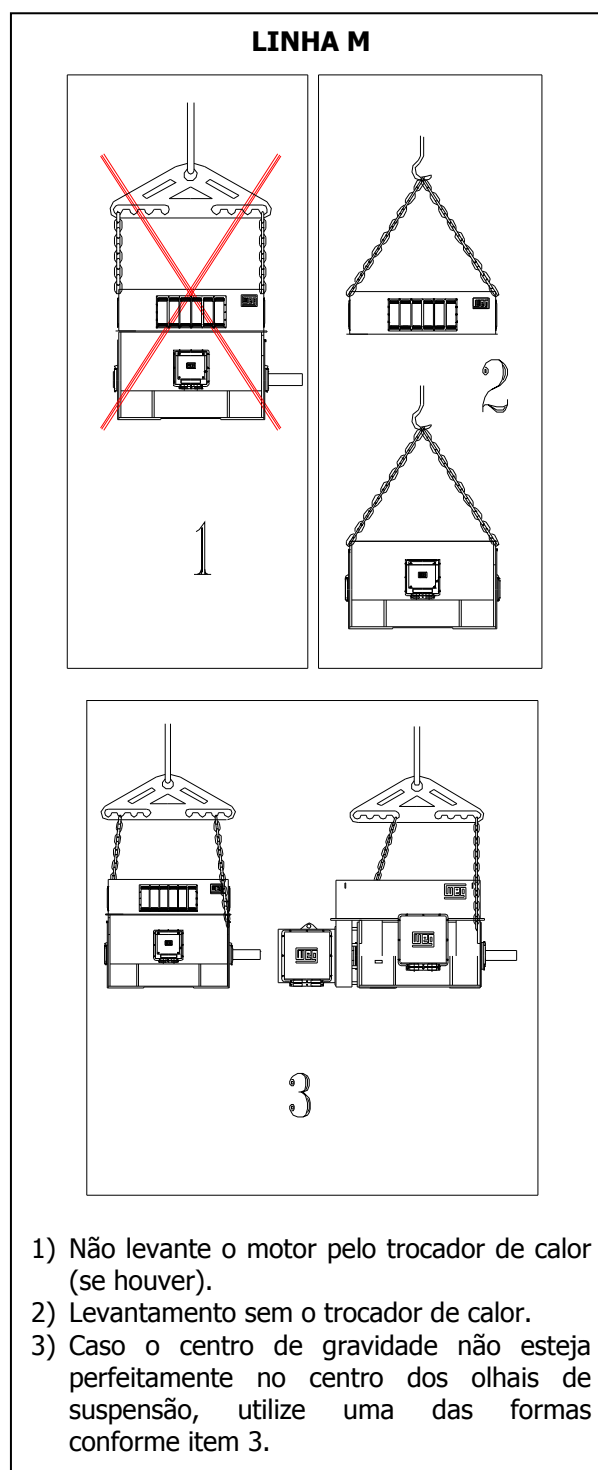 LINHA M
1
2
3
1) Não levante o motor pelo trocador de calor
(se houver).
2) Levantamento sem o trocador de calor.
3) Caso o centro de gravidade não esteja
perfeitamente no centro dos olhais de
suspensão, utilize uma das formas
conforme item 3.